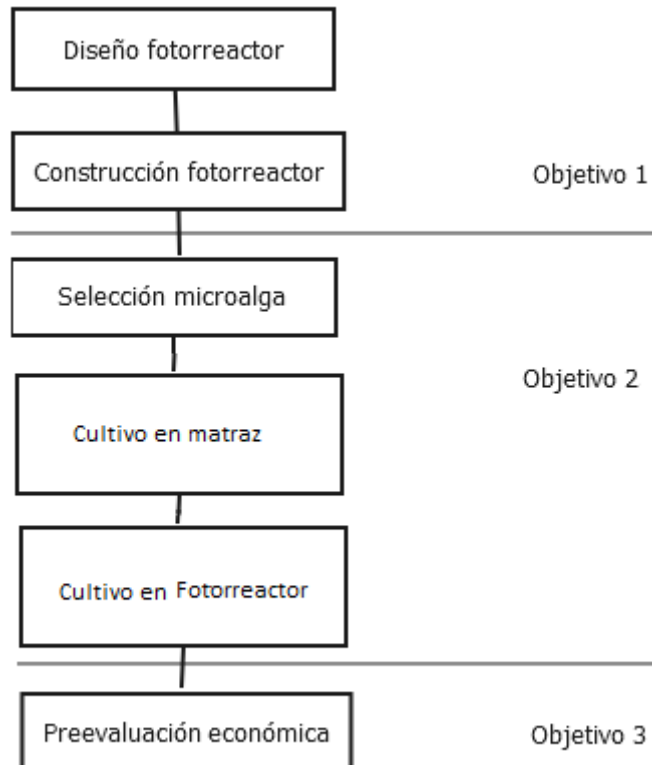 Diseño fotorreactor
Construcción fotorreactor
Objetivo 1
Selección microalga
Objetivo 2
Cultivo en matraz
Cultivo en Fotorreactor
Preevaluación económica
Objetivo 3